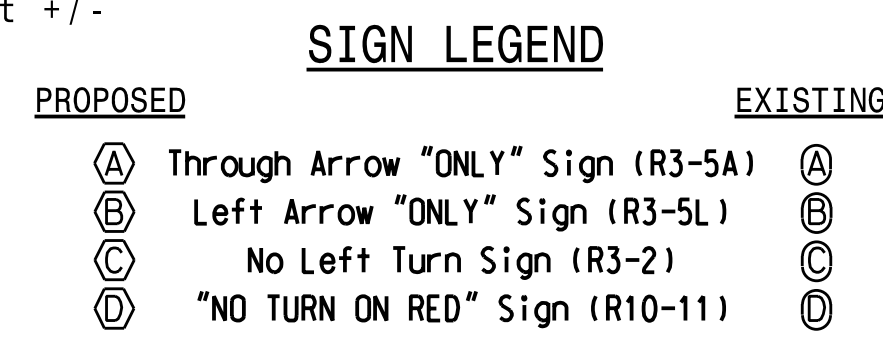 t +/-
SIGN LEGEND
PROPOSED EXISTING
A Through Arrow "ONLY" Sign (R3-5A) A
B Left Arrow "ONLY" Sign (R3-5L) B
C No Left Turn Sign (R3-2) C
D "NO TURN ON RED" Sign (R10-11) D